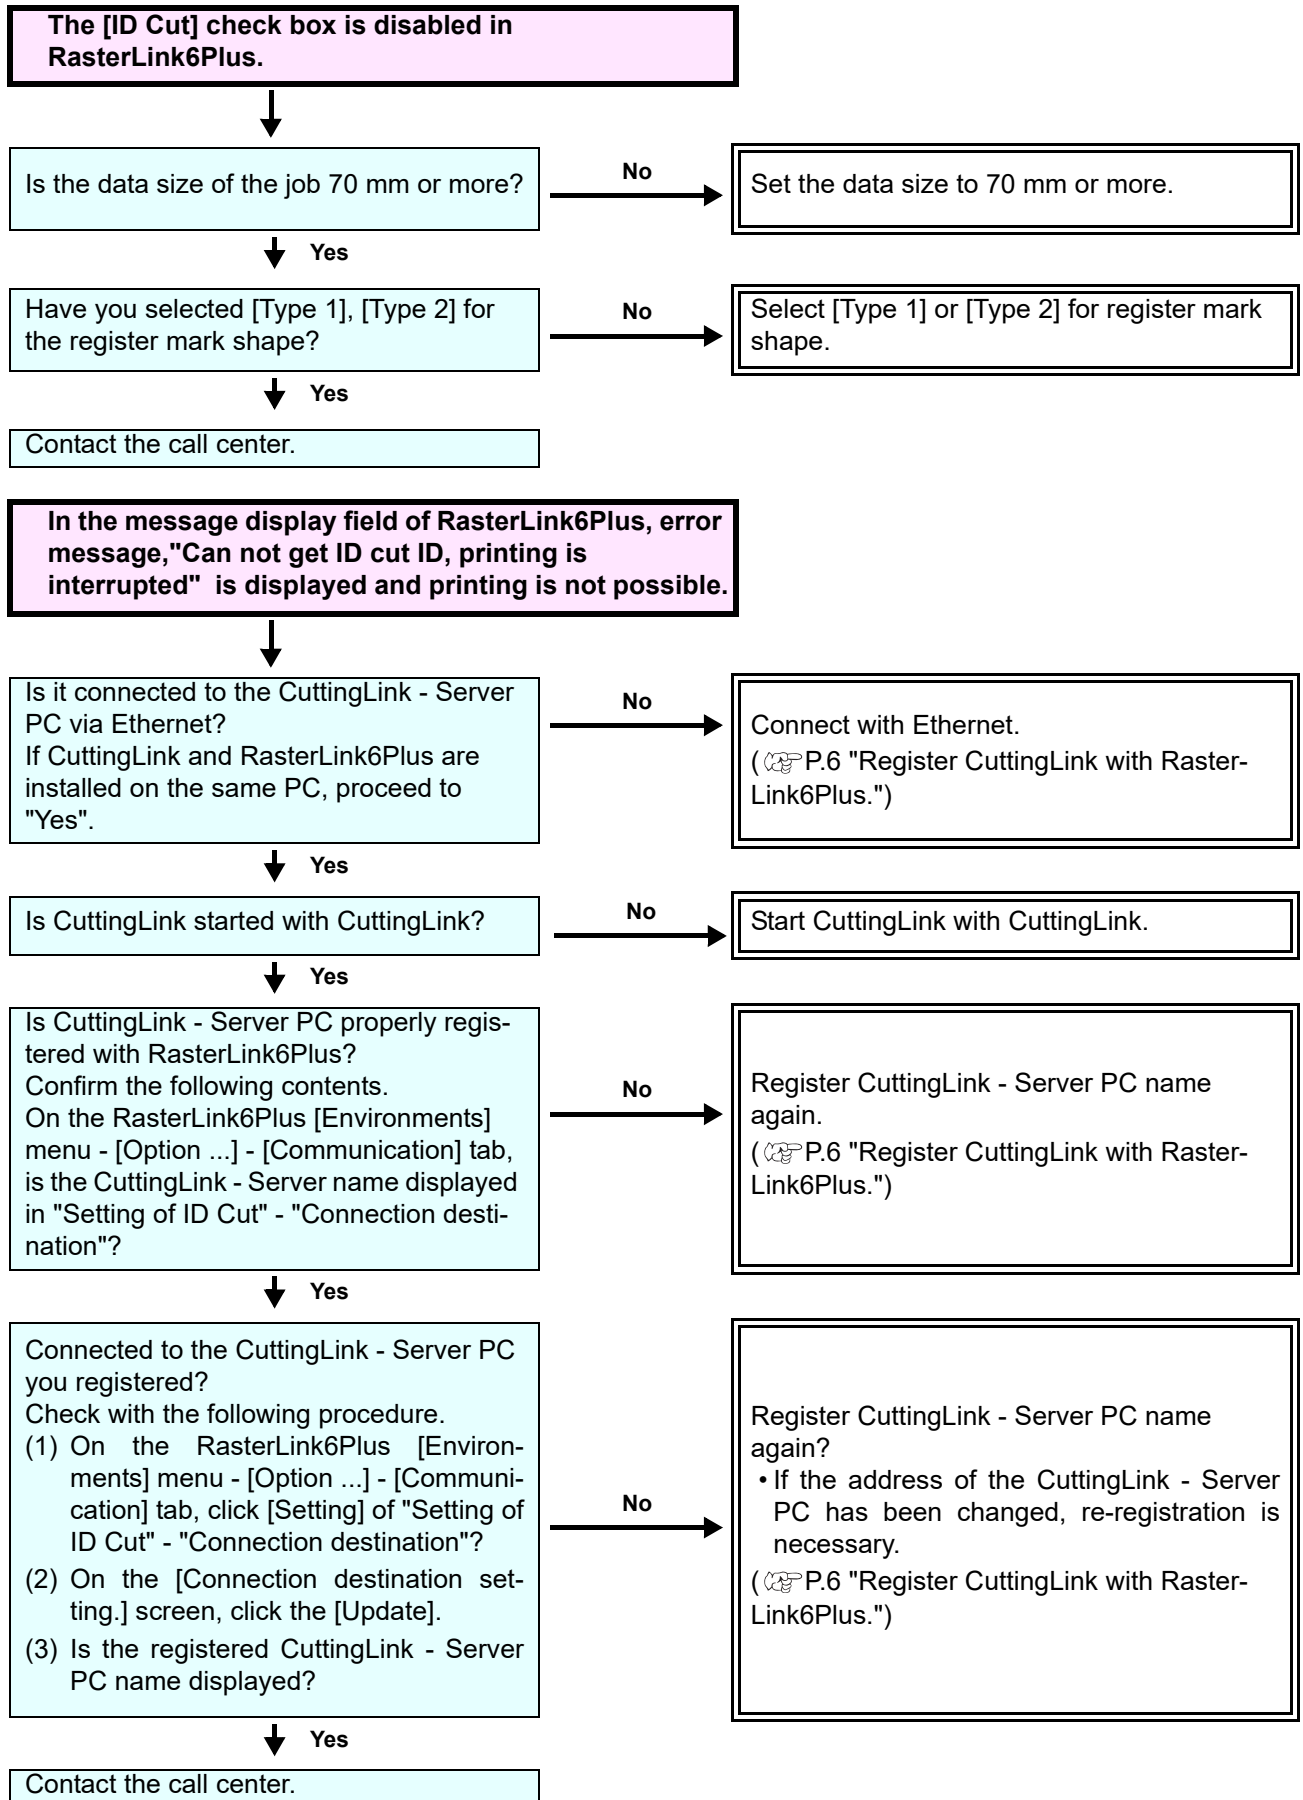 The [ID Cut] check box is disabled in
RasterLink6Plus.
Is the data size of the job 70 mm or more?
No
Set the data size to 70 mm or more.
Yes
Have you selected [Type 1], [Type 2] for
the register mark shape?
No
Select [Type 1] or [Type 2] for register mark
shape.
Yes
Contact the call center.
In the message display field of RasterLink6Plus, error
message,"Can not get ID cut ID, printing is
interrupted"  is displayed and printing is not possible.
Is it connected to the CuttingLink - Server
PC via Ethernet?
If CuttingLink and RasterLink6Plus are
installed on the same PC, proceed to
"Yes".
No
Connect with Ethernet.
(☞P.6 "Register CuttingLink with Raster-
Link6Plus.")
Yes
Is CuttingLink started with CuttingLink?
No
Start CuttingLink with CuttingLink.
Yes
Is CuttingLink - Server PC properly regis-
tered with RasterLink6Plus?
Confirm the following contents.
On the RasterLink6Plus [Environments]
menu - [Option ...] - [Communication] tab,
is the CuttingLink - Server name displayed
in "Setting of ID Cut" - "Connection desti-
nation"?
No
Register CuttingLink - Server PC name
again.
(☞P.6 "Register CuttingLink with Raster-
Link6Plus.")
Yes
Connected to the CuttingLink - Server PC
you registered?
Check with the following procedure.
(1) On the RasterLink6Plus [Environ-
ments] menu - [Option ...] - [Communi-
cation] tab, click [Setting] of "Setting of
ID Cut" - "Connection destination"?
(2) On the [Connection destination set-
ting.] screen, click the [Update].
(3) Is the registered CuttingLink - Server
PC name displayed?
No
Register CuttingLink - Server PC name
again?
• If the address of the CuttingLink - Server
PC has been changed, re-registration is
necessary.
(☞P.6 "Register CuttingLink with Raster-
Link6Plus.")
Yes
Contact the call center.